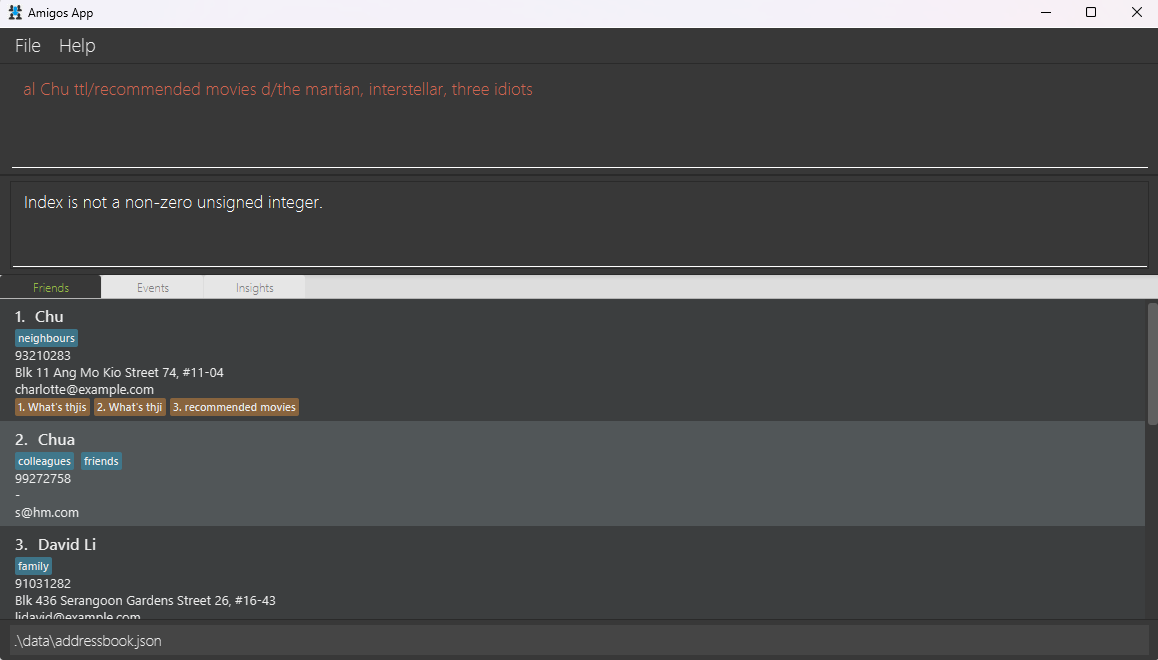 Amigos App
File Help
al Chu ttl/recommended movies d/the martian, interstellar, three idiots
Index is not a non-zero unsigned integer.
Friends Events Insights
1. Chu
neighbours
93210283
Blk 11 Ang Mo Kio Street 74, #11-04
charlotte@example.com
1. What's thjis 2. What's thji 3. recommended movies
2. Chua
colleagues friends
99272758
-
s@hm.com
3. David Li
family
91031282
Blk 436 Serangoon Gardens Street 26, #16-43
lidavid@example.com
.\data\addressbook.json